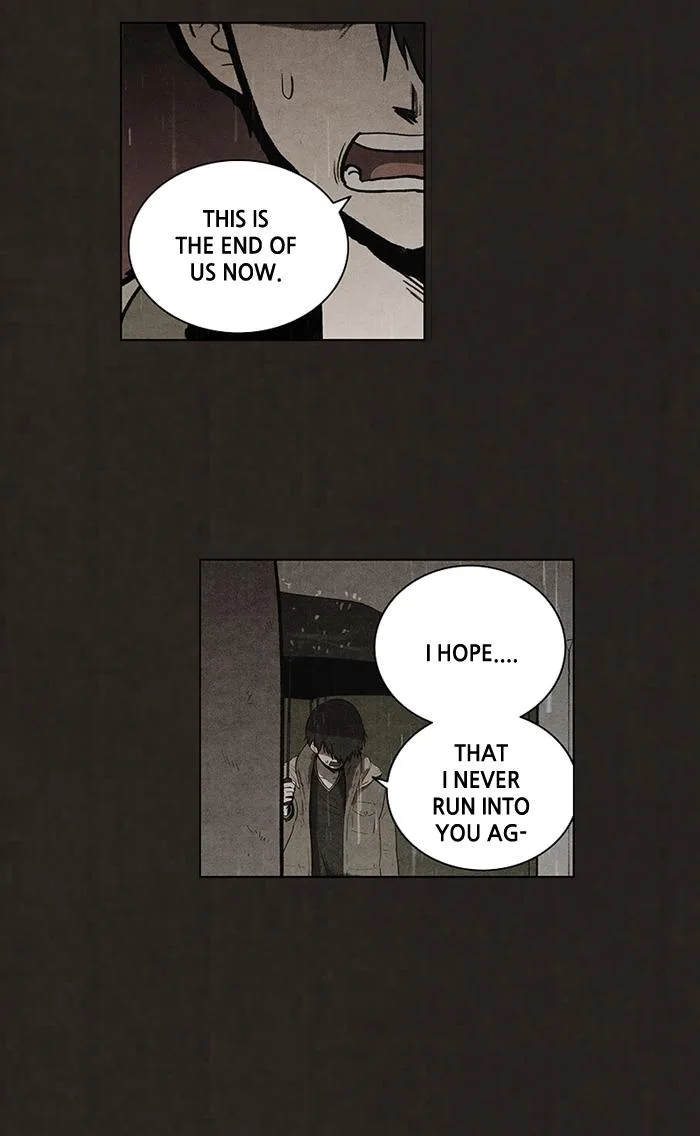 THIS IS
THE END OF
US NOW.
I HOPE....
THAT
I NEVER
RUN INTO
YOU AG-